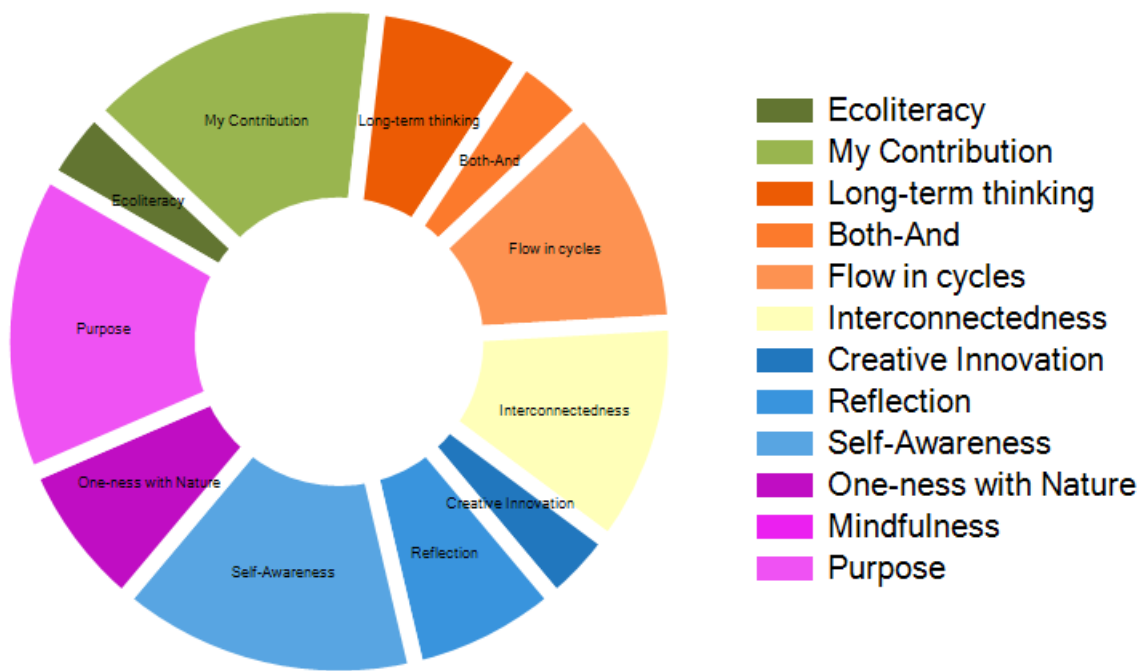 My Contribution
Long-term thinking
Both-And
Ecoliteracy
Flow in cycles
Purpose
Interconnectedness
One-ness with Nature
Creative Innovation
Reflection
Self-Awareness
Ecoliteracy
My Contribution
Long-term thinking
Both-And
Flow in cycles
Interconnectedness
Creative Innovation
Reflection
Self-Awareness
One-ness with Nature
Mindfulness
Purpose